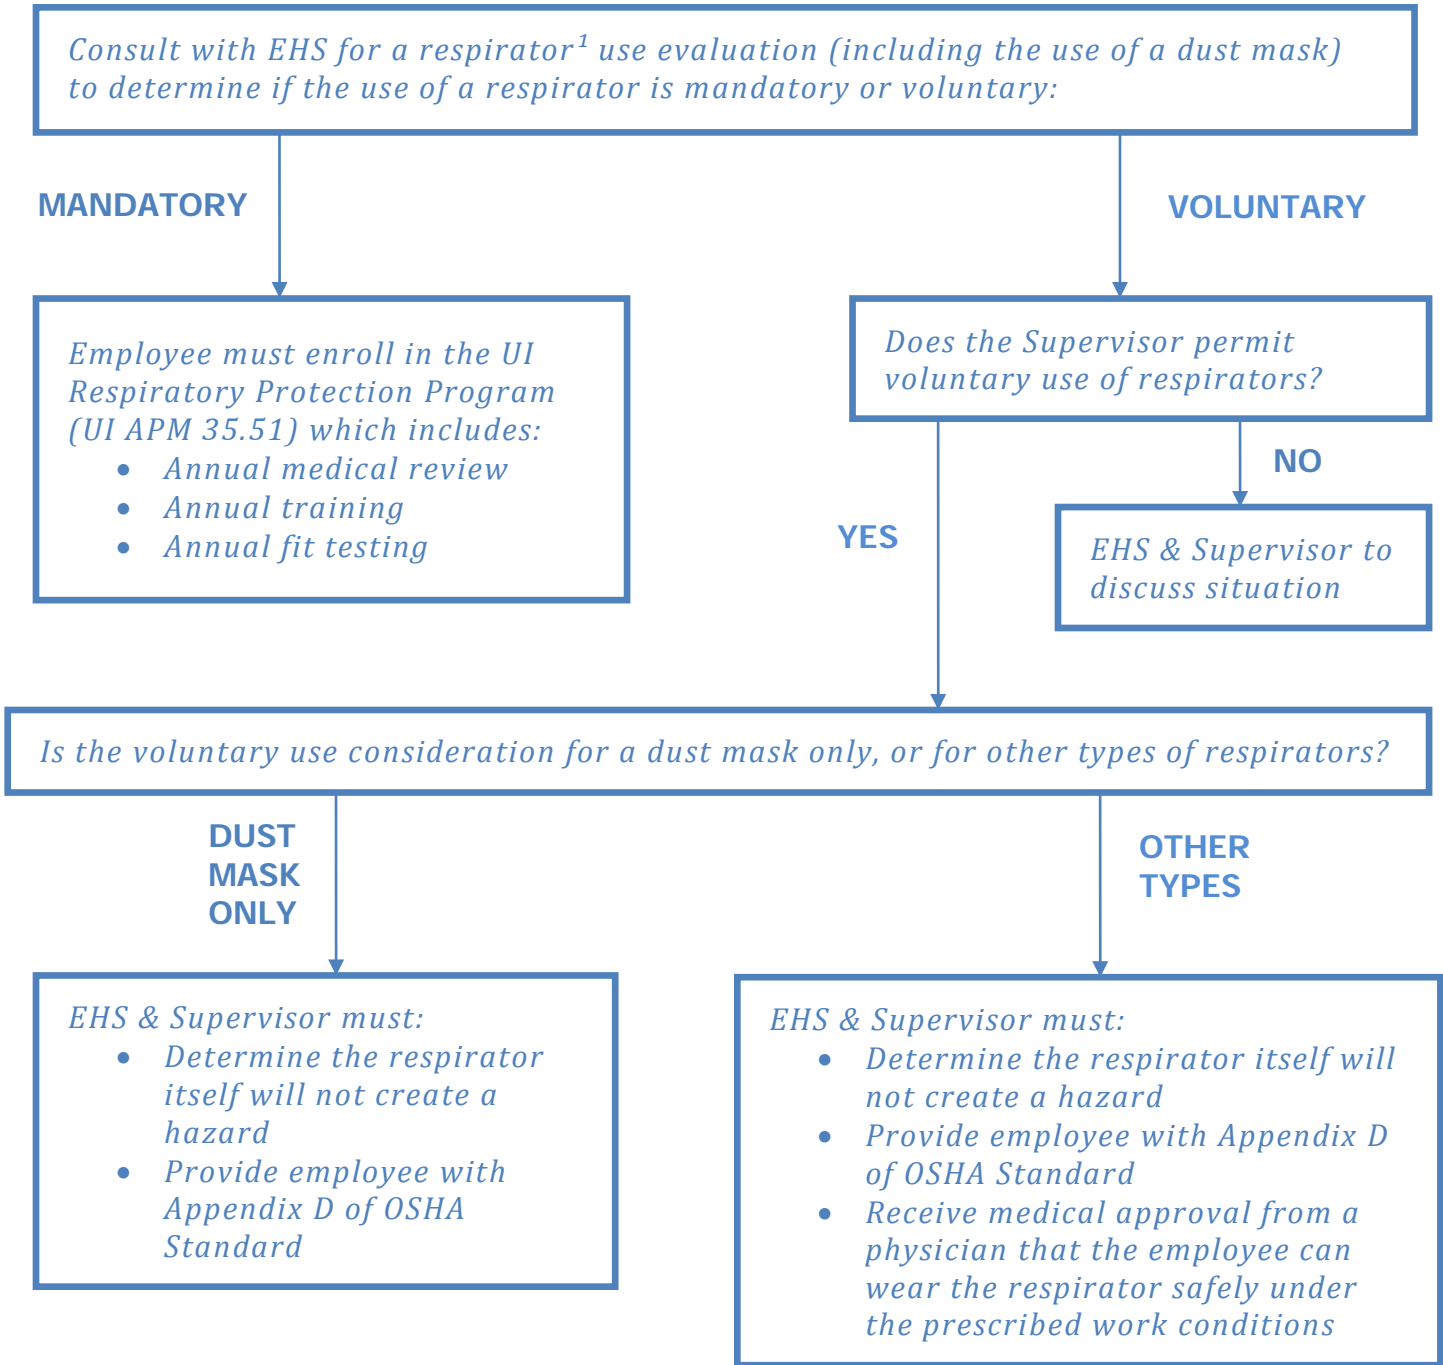 Consult with EHS for a respirator¹ use evaluation (including the use of a dust mask)
to determine if the use of a respirator is mandatory or voluntary:
MANDATORY
VOLUNTARY
Employee must enroll in the UI
Respiratory Protection Program
(UI APM 35.51) which includes:
• Annual medical review
• Annual training
• Annual fit testing
Does the Supervisor permit
voluntary use of respirators?
NO
YES
EHS & Supervisor to
discuss situation
Is the voluntary use consideration for a dust mask only, or for other types of respirators?
DUST
MASK
ONLY
OTHER
TYPES
EHS & Supervisor must:
• Determine the respirator
itself will not create a
hazard
• Provide employee with
Appendix D of OSHA
Standard
EHS & Supervisor must:
• Determine the respirator itself will
not create a hazard
• Provide employee with Appendix D
of OSHA Standard
• Receive medical approval from a
physician that the employee can
wear the respirator safely under
the prescribed work conditions